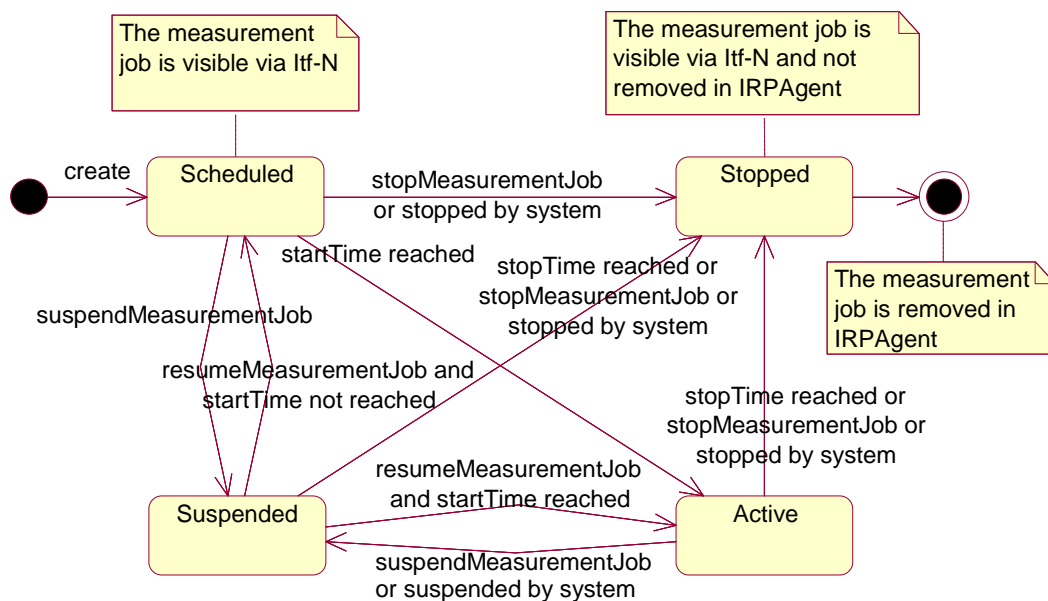 The measurement
job is visible via Itf-N
The measurement job is
visible via Itf-N and not
removed in IRPAgent
create
Scheduled
stopMeasurementJob
or stopped by system
Stopped
startTime reached
stopTime reached or
stopMeasurementJob or
stopped by system
The measurement
job is removed in
IRPAgent
suspendMeasurementJob
resumeMeasurementJob and
startTime not reached
stopTime reached or
stopMeasurementJob or
stopped by system
resumeMeasurementJob
and startTime reached
Suspended
Active
suspendMeasurementJob
or suspended by system